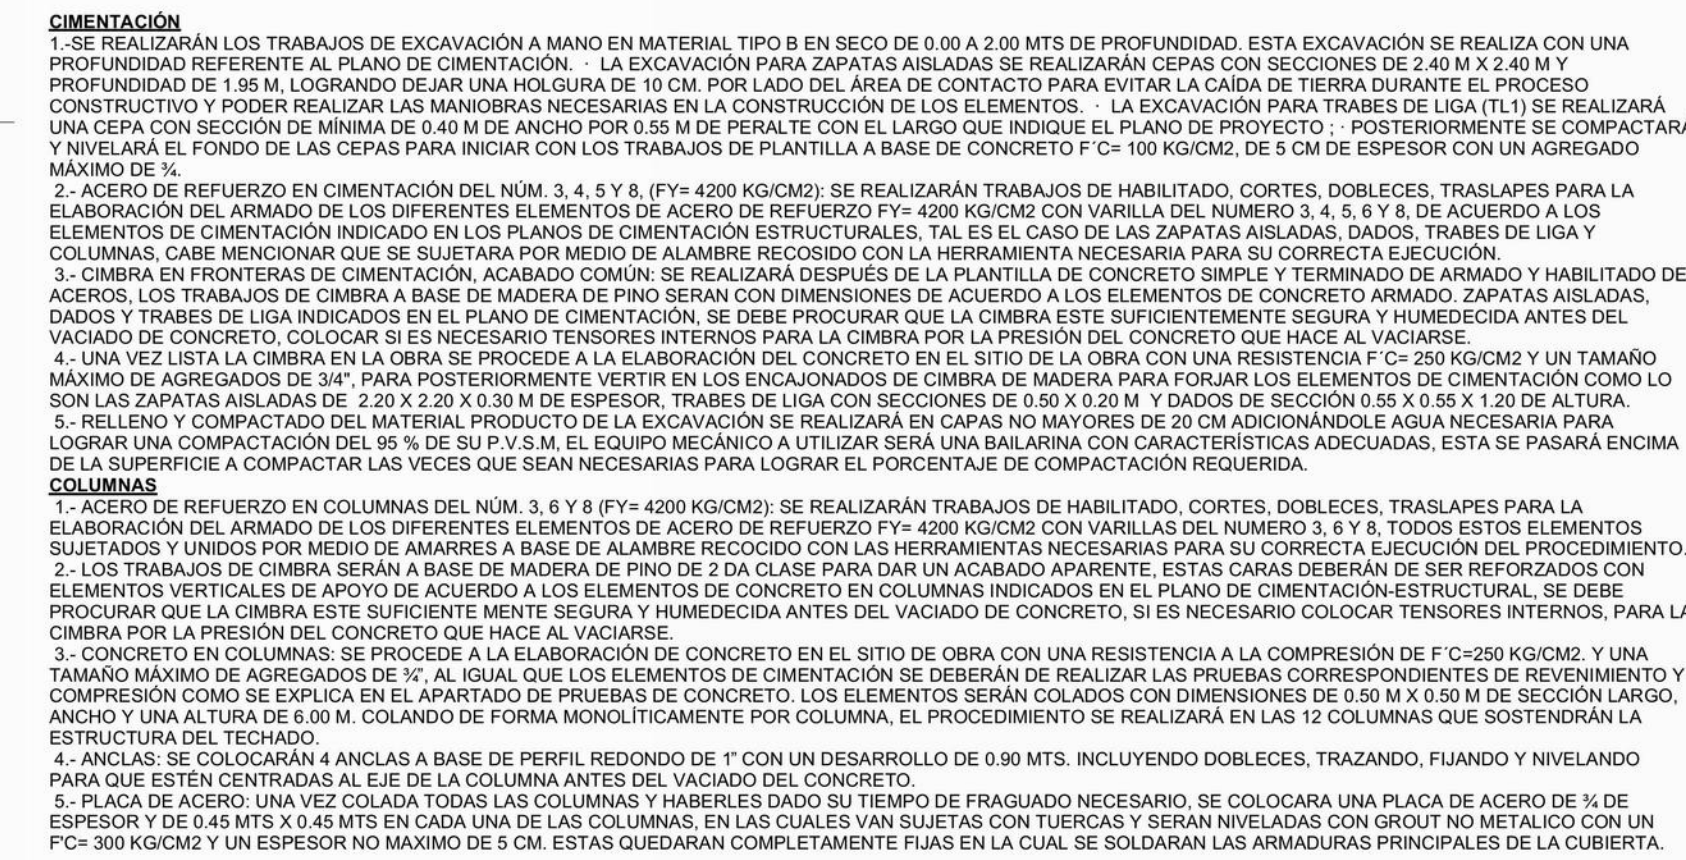 CIMENTACIÓN
1.-SE REALIZARÁN LOS TRABAJOS DE EXCAVACIÓN A MANO EN MATERIAL TIPO B EN SECO DE 0.00 A 2.00 MTS DE PROFUNDIDAD. ESTA EXCAVACIÓN SE REALIZA CON UNA
PROFUNDIDAD REFERENTE AL PLANO DE CIMENTACIÓN. · LA EXCAVACIÓN PARA ZAPATAS AISLADAS SE REALIZARÁN CEPAS CON SECCIONES DE 2.40 M X 2.40 M Y
PROFUNDIDAD DE 1.95 M, LOGRANDO DEJAR UNA HOLGURA DE 10 CM. POR LADO DEL ÁREA DE CONTACTO PARA EVITAR LA CAÍDA DE TIERRA DURANTE EL PROCESO
CONSTRUCTIVO Y PODER REALIZAR LAS MANIOBRAS NECESARIAS EN LA CONSTRUCCIÓN DE LOS ELEMENTOS. · LA EXCAVACIÓN PARA TRABES DE LIGA (TL1) SE REALIZARÁ
UNA CEPA CON SECCIÓN DE MÍNIMA DE 0.40 M DE ANCHO POR 0.55 M DE PERALTE CON EL LARGO QUE INDIQUE EL PLANO DE PROYECTO ; · POSTERIORMENTE SE COMPACTARÁ
Y NIVELARÁ EL FONDO DE LAS CEPAS PARA INICIAR CON LOS TRABAJOS DE PLANTILLA A BASE DE CONCRETO F´C= 100 KG/CM2, DE 5 CM DE ESPESOR CON UN AGREGADO
MÁXIMO DE ¾.
2.- ACERO DE REFUERZO EN CIMENTACIÓN DEL NÚM. 3, 4, 5 Y 8, (FY= 4200 KG/CM2): SE REALIZARÁN TRABAJOS DE HABILITADO, CORTES, DOBLECES, TRASLAPES PARA LA
ELABORACIÓN DEL ARMADO DE LOS DIFERENTES ELEMENTOS DE ACERO DE REFUERZO FY= 4200 KG/CM2 CON VARILLA DEL NUMERO 3, 4, 5, 6 Y 8, DE ACUERDO A LOS
ELEMENTOS DE CIMENTACIÓN INDICADO EN LOS PLANOS DE CIMENTACIÓN ESTRUCTURALES, TAL ES EL CASO DE LAS ZAPATAS AISLADAS, DADOS, TRABES DE LIGA Y
COLUMNAS, CABE MENCIONAR QUE SE SUJETARA POR MEDIO DE ALAMBRE RECOSIDO CON LA HERRAMIENTA NECESARIA PARA SU CORRECTA EJECUCIÓN.
3.- CIMBRA EN FRONTERAS DE CIMENTACIÓN, ACABADO COMÚN: SE REALIZARÁ DESPUÉS DE LA PLANTILLA DE CONCRETO SIMPLE Y TERMINADO DE ARMADO Y HABILITADO DE
ACEROS, LOS TRABAJOS DE CIMBRA A BASE DE MADERA DE PINO SERAN CON DIMENSIONES DE ACUERDO A LOS ELEMENTOS DE CONCRETO ARMADO. ZAPATAS AISLADAS,
DADOS Y TRABES DE LIGA INDICADOS EN EL PLANO DE CIMENTACIÓN, SE DEBE PROCURAR QUE LA CIMBRA ESTE SUFICIENTEMENTE SEGURA Y HUMEDECIDA ANTES DEL
VACIADO DE CONCRETO, COLOCAR SI ES NECESARIO TENSORES INTERNOS PARA LA CIMBRA POR LA PRESIÓN DEL CONCRETO QUE HACE AL VACIARSE.
4.- UNA VEZ LISTA LA CIMBRA EN LA OBRA SE PROCEDE A LA ELABORACIÓN DEL CONCRETO EN EL SITIO DE LA OBRA CON UNA RESISTENCIA F´C= 250 KG/CM2 Y UN TAMAÑO
MÁXIMO DE AGREGADOS DE 3/4", PARA POSTERIORMENTE VERTIR EN LOS ENCAJONADOS DE CIMBRA DE MADERA PARA FORJAR LOS ELEMENTOS DE CIMENTACIÓN COMO LO
SON LAS ZAPATAS AISLADAS DE 2.20 X 2.20 X 0.30 M DE ESPESOR, TRABES DE LIGA CON SECCIONES DE 0.50 X 0.20 M Y DADOS DE SECCIÓN 0.55 X 0.55 X 1.20 DE ALTURA.
5.- RELLENO Y COMPACTADO DEL MATERIAL PRODUCTO DE LA EXCAVACIÓN SE REALIZARÁ EN CAPAS NO MAYORES DE 20 CM ADICIONÁNDOLE AGUA NECESARIA PARA
LOGRAR UNA COMPACTACIÓN DEL 95 % DE SU P.V.S.M, EL EQUIPO MECÁNICO A UTILIZAR SERÁ UNA BAILARINA CON CARACTERÍSTICAS ADECUADAS, ESTA SE PASARÁ ENCIMA
DE LA SUPERFICIE A COMPACTAR LAS VECES QUE SEAN NECESARIAS PARA LOGRAR EL PORCENTAJE DE COMPACTACIÓN REQUERIDA.
COLUMNAS
1.- ACERO DE REFUERZO EN COLUMNAS DEL NÚM. 3, 6 Y 8 (FY= 4200 KG/CM2): SE REALIZARÁN TRABAJOS DE HABILITADO, CORTES, DOBLECES, TRASLAPES PARA LA
ELABORACIÓN DEL ARMADO DE LOS DIFERENTES ELEMENTOS DE ACERO DE REFUERZO FY= 4200 KG/CM2 CON VARILLAS DEL NUMERO 3, 6 Y 8, TODOS ESTOS ELEMENTOS
SUJETADOS Y UNIDOS POR MEDIO DE AMARRES A BASE DE ALAMBRE RECOCIDO CON LAS HERRAMIENTAS NECESARIAS PARA SU CORRECTA EJECUCIÓN DEL PROCEDIMIENTO.
2.- LOS TRABAJOS DE CIMBRA SERÁN A BASE DE MADERA DE PINO DE 2 DA CLASE PARA DAR UN ACABADO APARENTE, ESTAS CARAS DEBERÁN DE SER REFORZADOS CON
ELEMENTOS VERTICALES DE APOYO DE ACUERDO A LOS ELEMENTOS DE CONCRETO EN COLUMNAS INDICADOS EN EL PLANO DE CIMENTACIÓN-ESTRUCTURAL, SE DEBE
PROCURAR QUE LA CIMBRA ESTE SUFICIENTE MENTE SEGURA Y HUMEDECIDA ANTES DEL VACIADO DE CONCRETO, SI ES NECESARIO COLOCAR TENSORES INTERNOS, PARA LA
CIMBRA POR LA PRESIÓN DEL CONCRETO QUE HACE AL VACIARSE.
3.- CONCRETO EN COLUMNAS: SE PROCEDE A LA ELABORACIÓN DE CONCRETO EN EL SITIO DE OBRA CON UNA RESISTENCIA A LA COMPRESIÓN DE F´C=250 KG/CM2. Y UNA
TAMAÑO MÁXIMO DE AGREGADOS DE ¾", AL IGUAL QUE LOS ELEMENTOS DE CIMENTACIÓN SE DEBERÁN DE REALIZAR LAS PRUEBAS CORRESPONDIENTES DE REVENIMIENTO Y
COMPRESIÓN COMO SE EXPLICA EN EL APARTADO DE PRUEBAS DE CONCRETO. LOS ELEMENTOS SERÁN COLADOS CON DIMENSIONES DE 0.50 M X 0.50 M DE SECCIÓN LARGO,
ANCHO Y UNA ALTURA DE 6.00 M. COLANDO DE FORMA MONOLÍTICAMENTE POR COLUMNA, EL PROCEDIMIENTO SE REALIZARÁ EN LAS 12 COLUMNAS QUE SOSTENDRÁN LA
ESTRUCTURA DEL TECHADO.
4.- ANCLAS: SE COLOCARÁN 4 ANCLAS A BASE DE PERFIL REDONDO DE 1” CON UN DESARROLLO DE 0.90 MTS. INCLUYENDO DOBLECES, TRAZANDO, FIJANDO Y NIVELANDO
PARA QUE ESTÉN CENTRADAS AL EJE DE LA COLUMNA ANTES DEL VACIADO DEL CONCRETO.
5.- PLACA DE ACERO: UNA VEZ COLADA TODAS LAS COLUMNAS Y HABERLES DADO SU TIEMPO DE FRAGUADO NECESARIO, SE COLOCARA UNA PLACA DE ACERO DE ¾ DE
ESPESOR Y DE 0.45 MTS X 0.45 MTS EN CADA UNA DE LAS COLUMNAS, EN LAS CUALES VAN SUJETAS CON TUERCAS Y SERAN NIVELADAS CON GROUT NO METALICO CON UN
F'C= 300 KG/CM2 Y UN ESPESOR NO MAXIMO DE 5 CM. ESTAS QUEDARAN COMPLETAMENTE FIJAS EN LA CUAL SE SOLDARAN LAS ARMADURAS PRINCIPALES DE LA CUBIERTA.